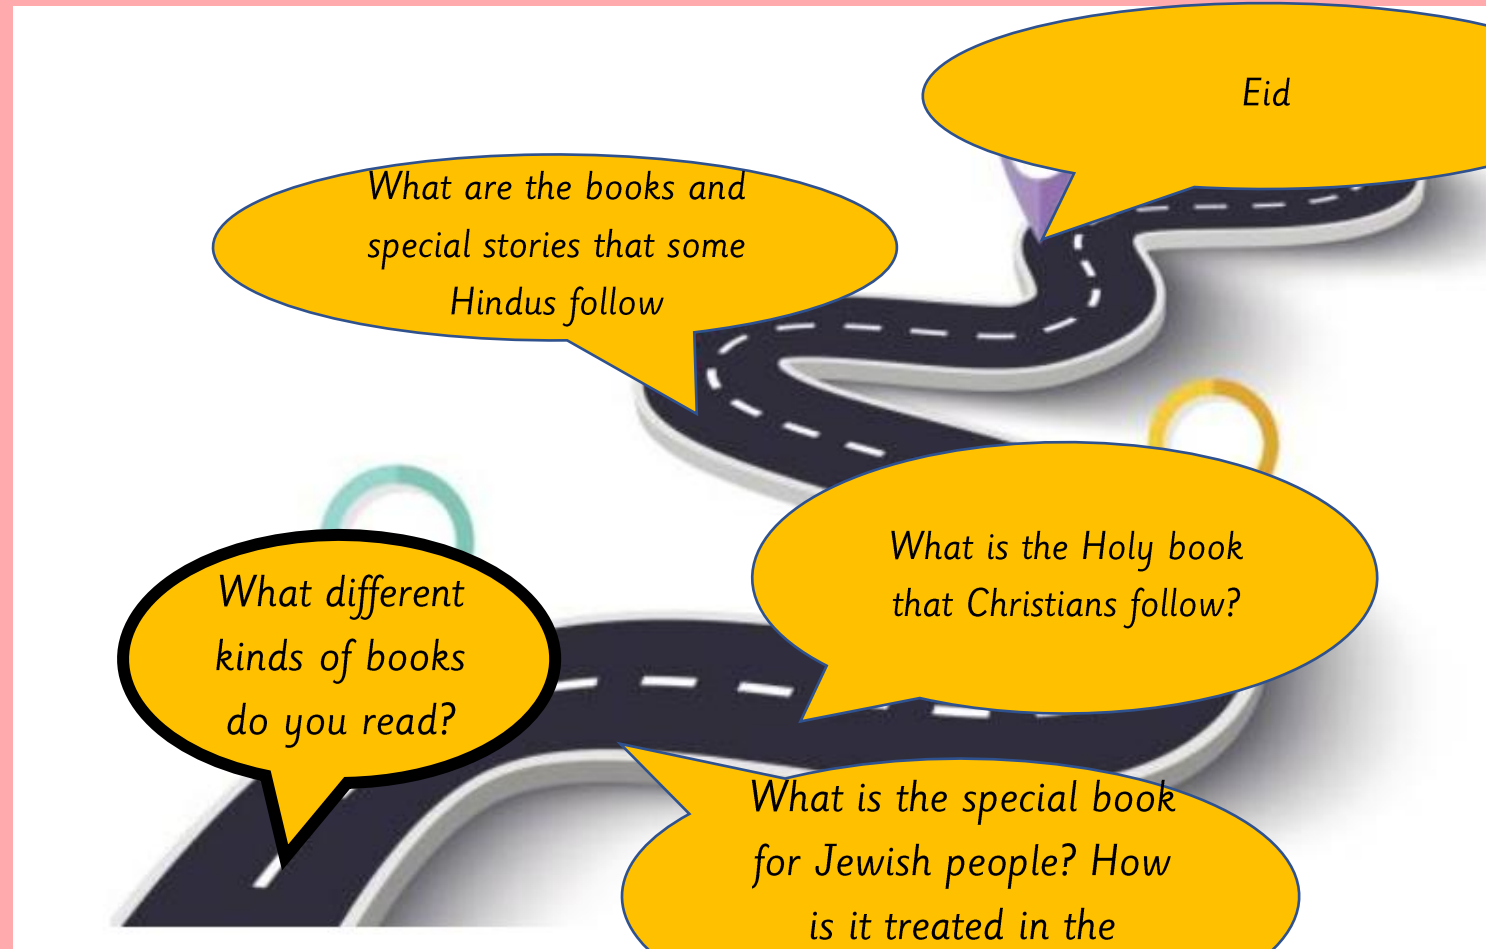 Eid
What are the books and
special stories that some
Hindus follow
What is the Holy book
that Christians follow?
What different
kinds of books
do you read?
What is the special book
for Jewish people? How
is it treated in the